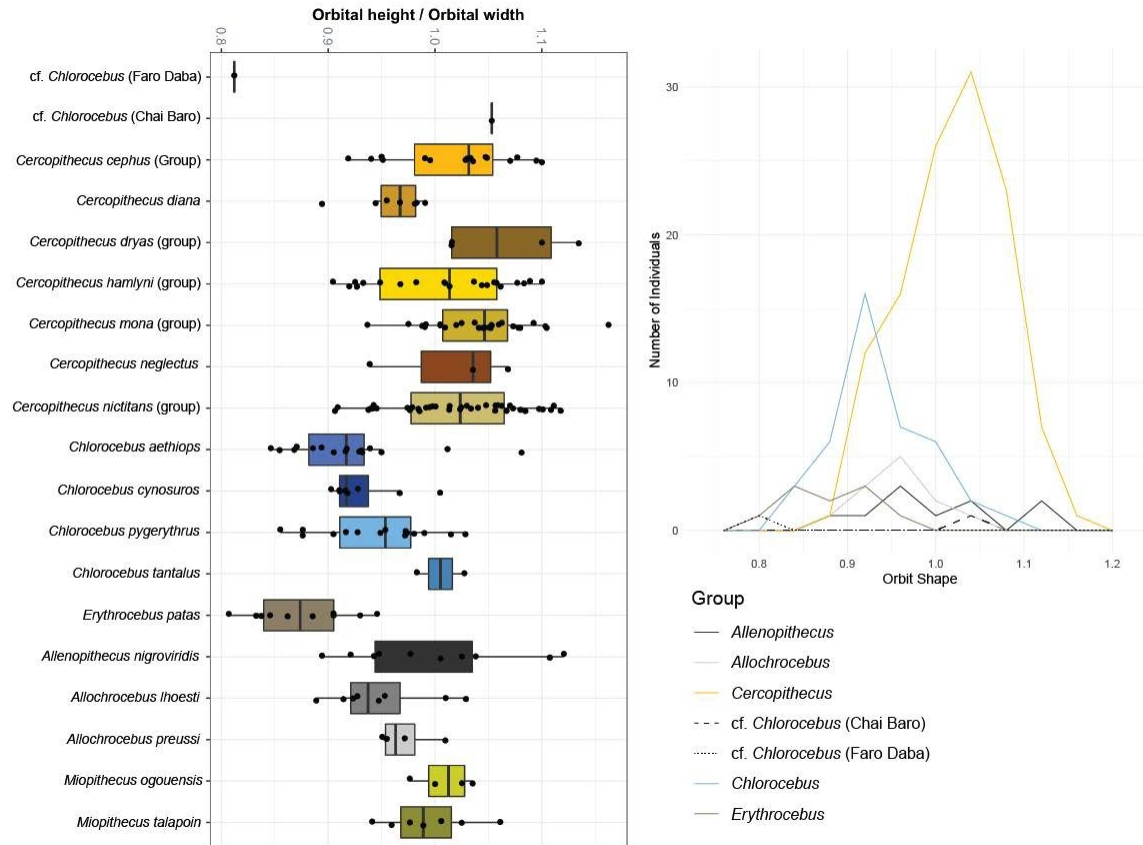 Orbital height / Orbital width
0.8 0.9 1.0 1.1
cf. Chlorocebus (Faro Daba)
cf. Chlorocebus (Chai Baro)
Cercopithecus cephus (Group)
Cercopithecus diana
Cercopithecus dryas (group)
Cercopithecus hamlyni (group)
Cercopithecus mona (group)
Cercopithecus neglectus
Cercopithecus nictitans (group)
Chlorocebus aethiops
Chlorocebus cynosuros
Chlorocebus pygerythrus
Chlorocebus tantalus
Erythrocebus patas
Allenopithecus nigroviridis
Allochrocebus lhoesti
Allochrocebus preussi
Miopithecus ogouensis
Miopithecus talapoin
Number of Individuals
30
20
10
0
0.8 0.9 1.0 1.1 1.2
Orbit Shape
Group
Allenopithecus
Allochrocebus
Cercopithecus
cf. Chlorocebus (Chai Baro)
cf. Chlorocebus (Faro Daba)
Chlorocebus
Erythrocebus